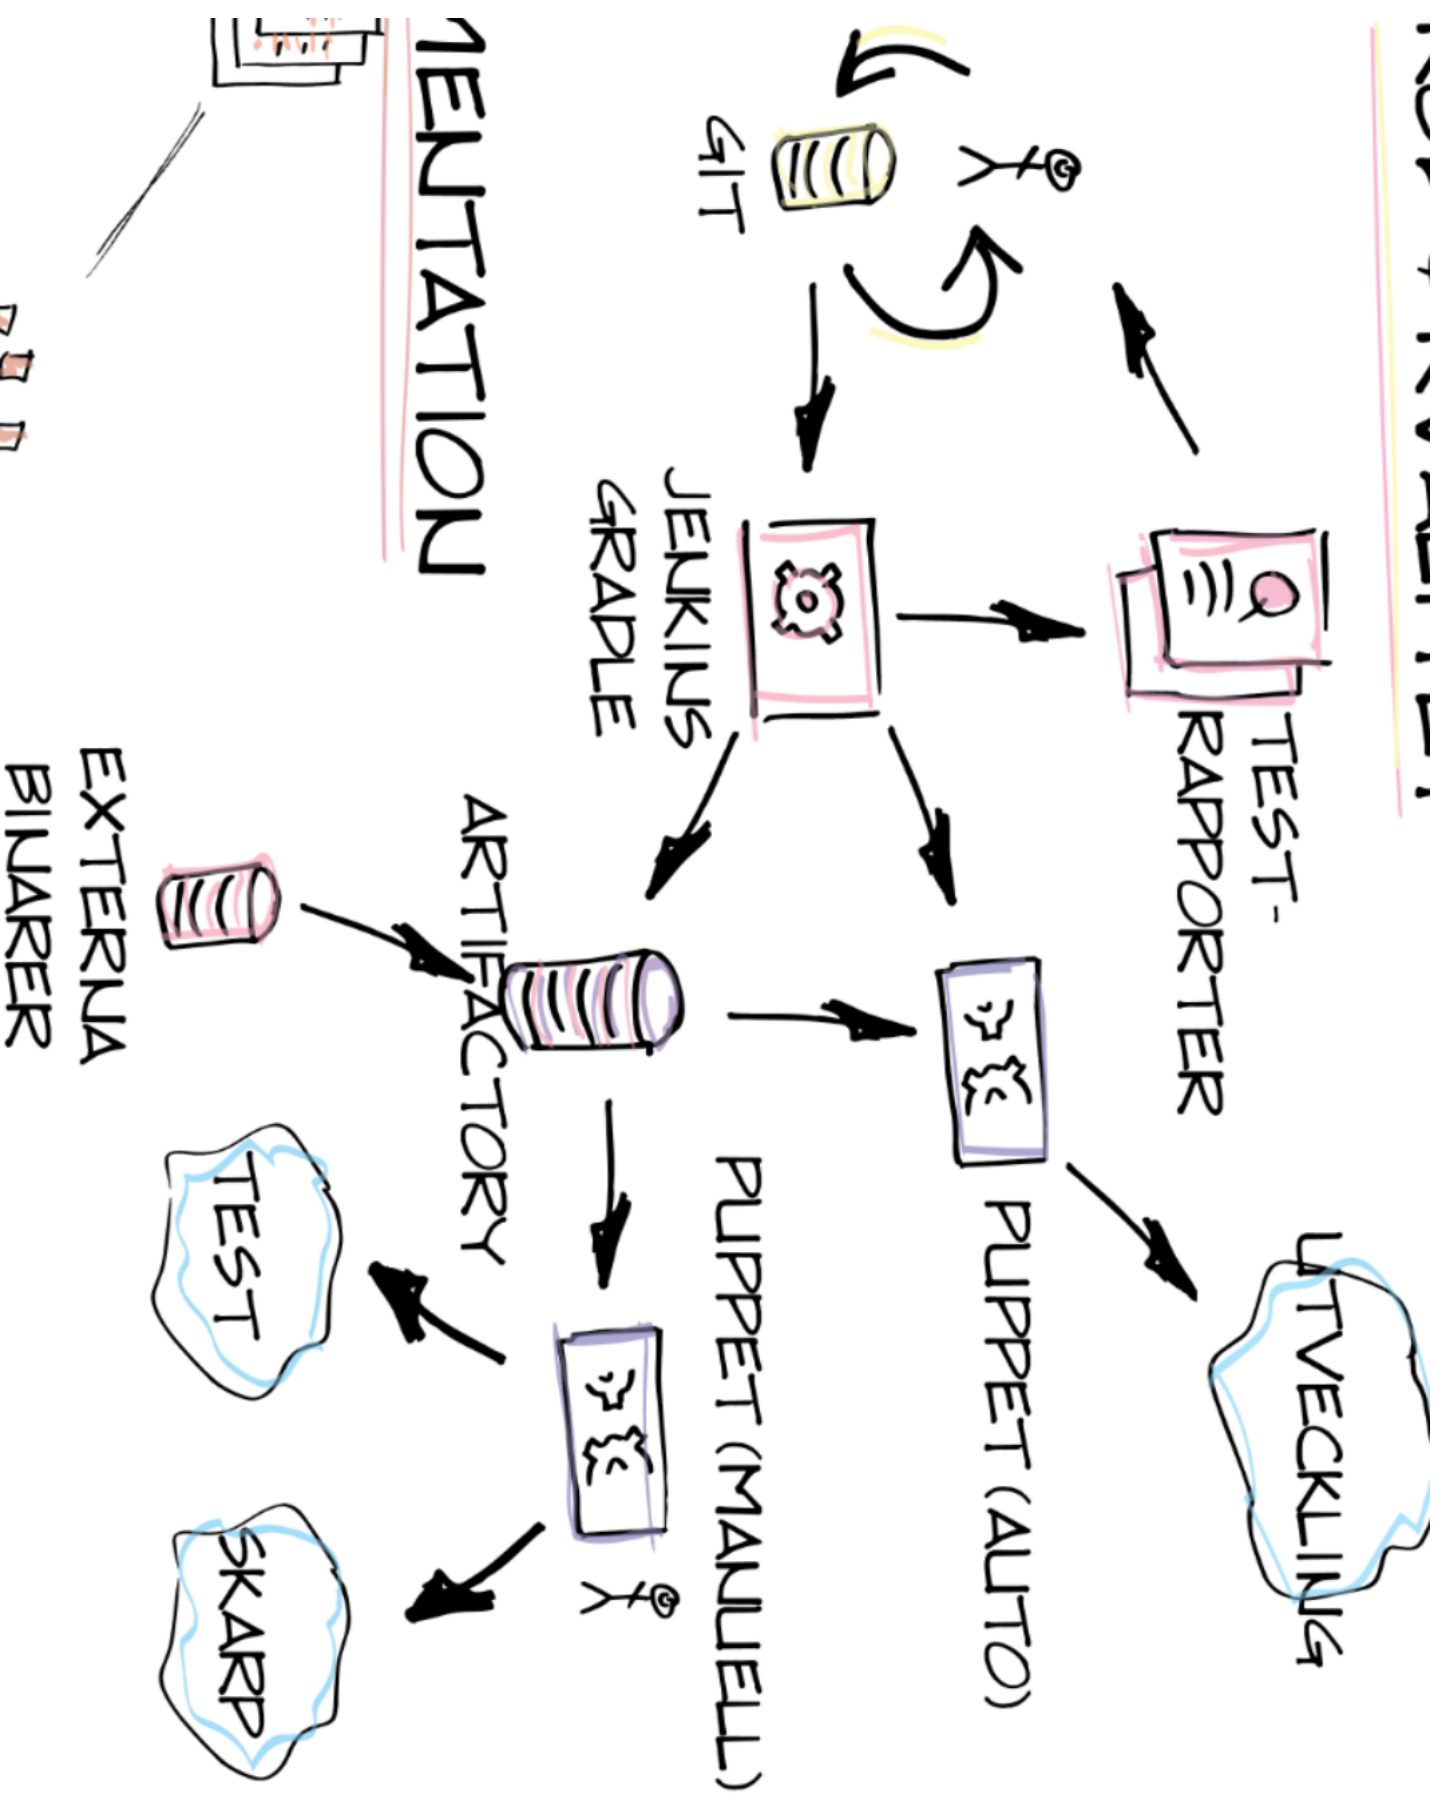 TEST-
RAPPORTER
UTVECKLING
GIT
JENKINS
GRADLE
PUPPET (AUTO)
PUPPET (MANUELL)
ARTIFACTORY
EXTERNA
BINÄRER
TEST
SKARP
MENTATION